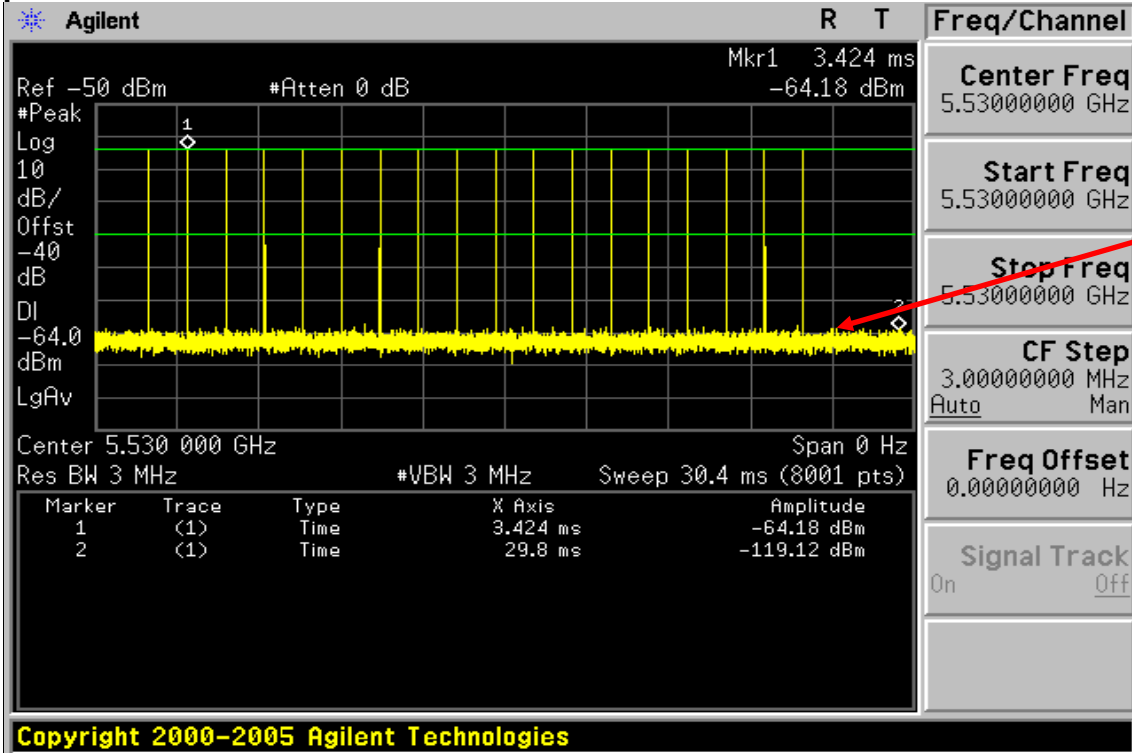 Agilent R T
Mkr1 3.424 ms
Ref −50 dBm #Atten 0 dB −64.18 dBm
#Peak
Log
10
dB/
Offst
−40
dB
DI
−64.0
dBm
LgAv
1
2
Center 5.530 000 GHz Span 0 Hz
Res BW 3 MHz #VBW 3 MHz Sweep 30.4 ms (8001 pts)
Marker Trace Type X Axis Amplitude
1 (1) Time 3.424 ms −64.18 dBm
2 (1) Time 29.8 ms −119.12 dBm
Freq/Channel
Center Freq
5.53000000 GHz
Start Freq
5.53000000 GHz
Stop Freq
5.53000000 GHz
CF Step
3.00000000 MHz
Auto Man
Freq Offset
0.00000000 Hz
Signal Track
On Off
Copyright 2000−2005 Agilent Technologies